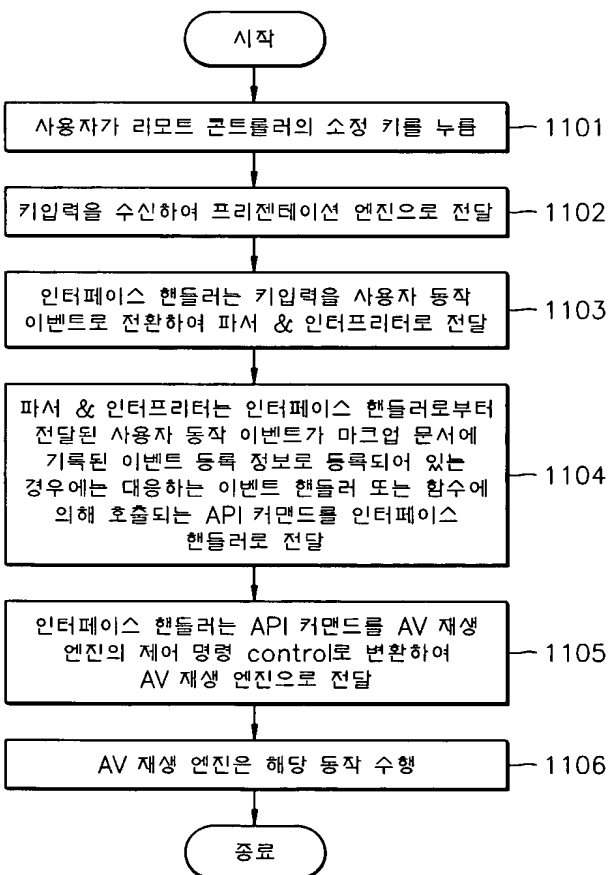 시작
사용자가 리모트 콘트롤러의 소정 키를 누름
1101
키입력을 수신하여 프리젠테이션 엔진으로 전달
1102
인터페이스 핸들러는 키입력을 사용자 동작
이벤트로 전환하여 파서 & 인터프리터로 전달
1103
파서 & 인터프리터는 인터페이스 핸들러로부터
전달된 사용자 동작 이벤트가 마크업 문서에
기록된 이벤트 등록 정보로 등록되어 있는
경우에는 대응하는 이벤트 핸들러 또는 함수에
의해 호출되는 API 커맨드를 인터페이스
핸들러로 전달
1104
인터페이스 핸들러는 API 커맨드를 AV 재생
엔진의 제어 명령 control로 변환하여
AV 재생 엔진으로 전달
1105
AV 재생 엔진은 해당 동작 수행
1106
종료